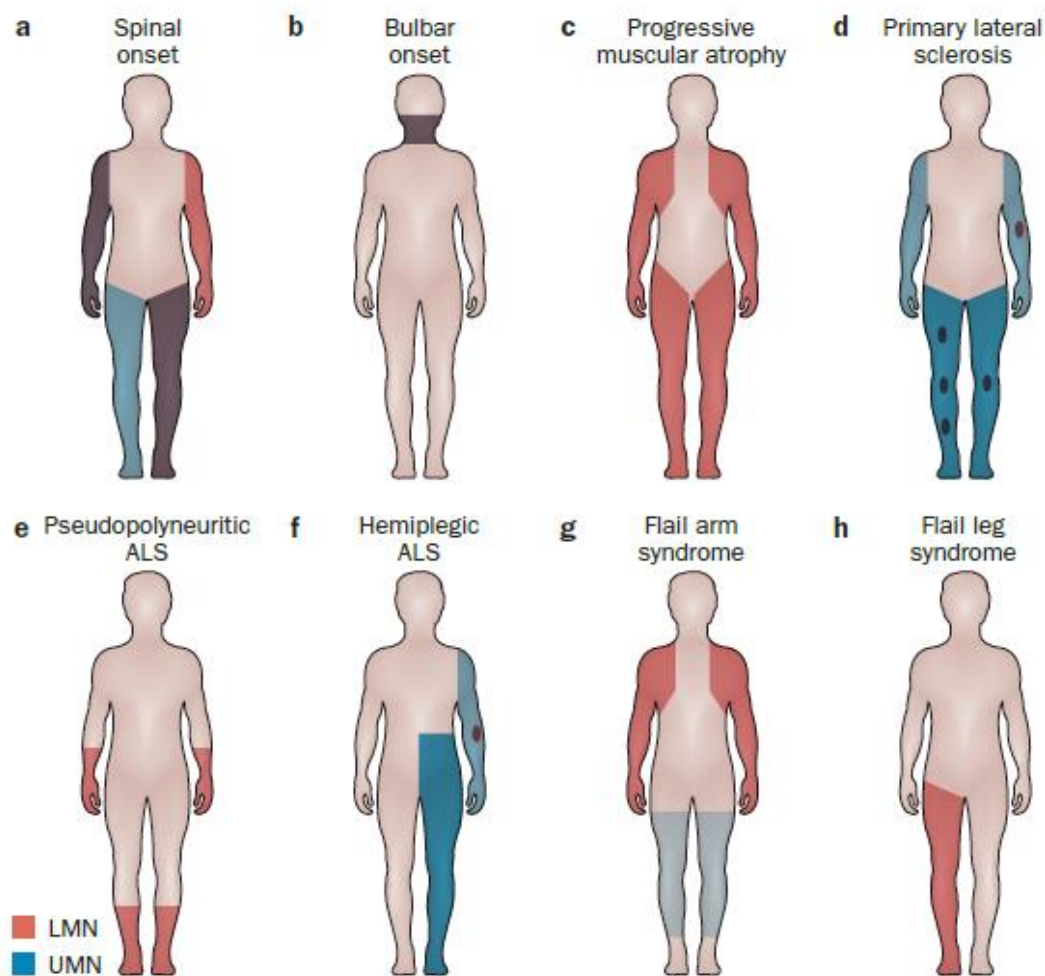 a Spinal onset
b Bulbar onset
c Progressive muscular atrophy
d Primary lateral sclerosis
e Pseudopolyneuritic ALS
f Hemiplegic ALS
g Flail arm syndrome
h Flail leg syndrome
LMN
UMN